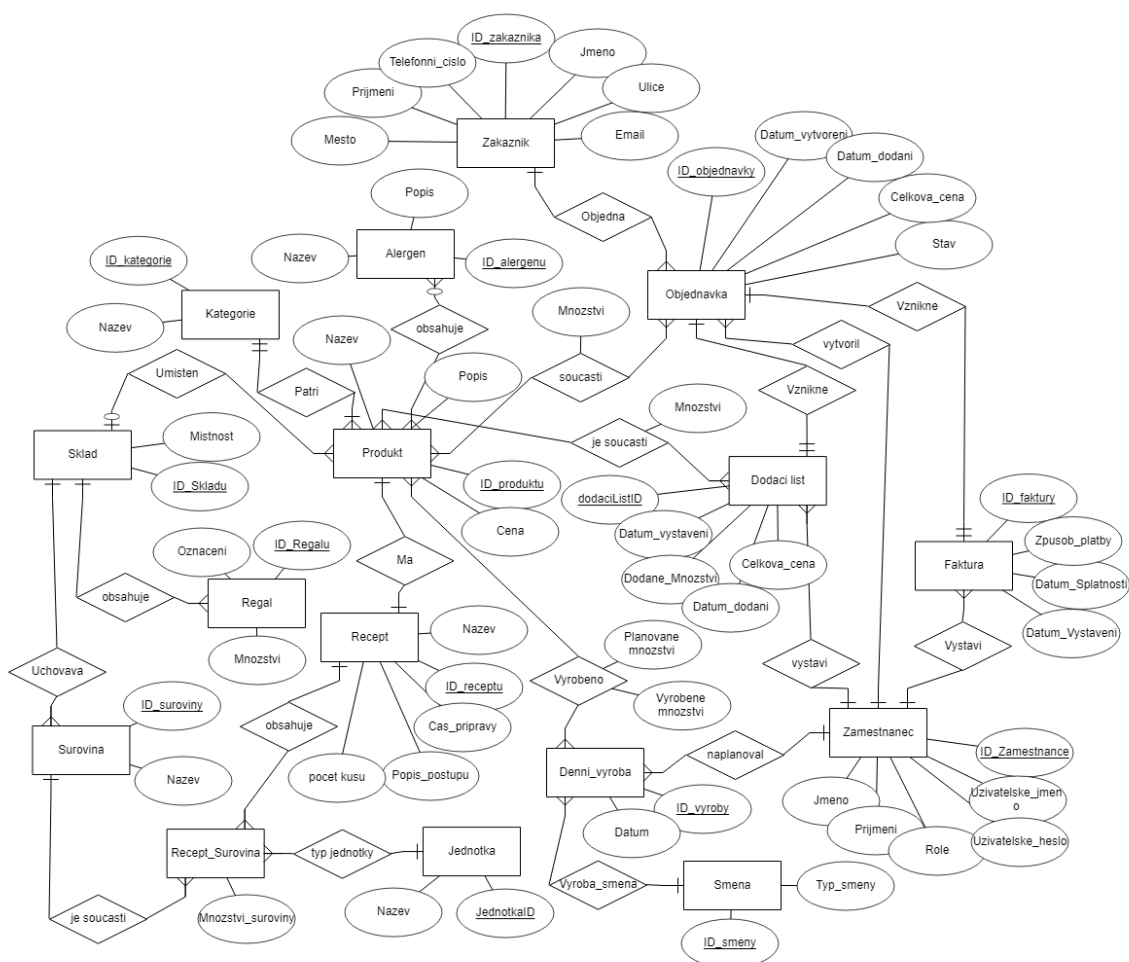 ID_zakaznika
Jmeno
Telefonni_cislo
Prijmeni
Ulice
Mesto
Zakaznik
Email
Datum_vytvoreni
Datum_dodani
ID_objednavky
Celkova_cena
Stav
Popis
Objedna
Nazev
Alergen
ID_alergenu
ID_kategorie
Kategorie
Objednavka
Vznikne
Mnozstvi
Nazev
Nazev
obsahuje
vytvoril
Umisten
Popis
soucasti
Patri
Vznikne
Mnozstvi
Mistnost
je soucasti
Sklad
Produkt
ID_Skladu
ID_produktu
Dodaci list
dodaciListID
ID_faktury
Cena
Datum_vystaveni
Zpusob_platby
Oznaceni
ID_Regalu
Ma
Celkova_cena
Faktura
Dodane_Mnozstvi
Datum_Splatnosti
obsahuje
Regal
Datum_dodani
Nazev
Datum_Vystaveni
Recept
Planovane
mnozstvi
Vystavi
Mnozstvi
Uchovava
vystavi
Vyrobeno
ID_receptu
Vyrobene
mnozstvi
ID_suroviny
obsahuje
Cas_pripravy
Surovina
Zamestnanec
naplanoval
ID_Zamestnance
Nazev
pocet kusu
Popis_postupu
Denni_vyroba
ID_vyroby
Jmeno
Uzivatelske_jmen
o
Datum
Prijmeni
Role
Uzivatelske_heslo
Recept_Surovina
typ jednotky
Jednotka
Vyroba_smena
Smena
Typ_smeny
je soucasti
Mnozstvi_suroviny
Nazev
JednotkaID
ID_smeny